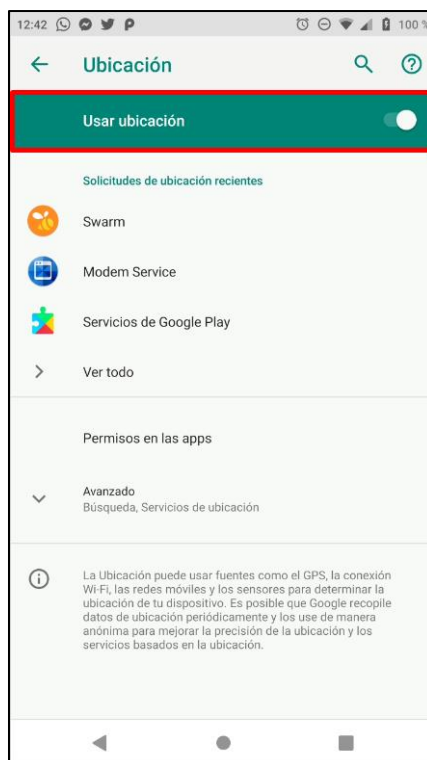 12:42 100 %
Ubicación
Usar ubicación
Solicitudes de ubicación recientes
Swarm
Modem Service
Servicios de Google Play
Ver todo
Permisos en las apps
Avanzado
Búsqueda, Servicios de ubicación
La Ubicación puede usar fuentes como el GPS, la conexión
Wi-Fi, las redes móviles y los sensores para determinar la
ubicación de tu dispositivo. Es posible que Google recopile
datos de ubicación periódicamente y los use de manera
anónima para mejorar la precisión de la ubicación y los
servicios basados en la ubicación.